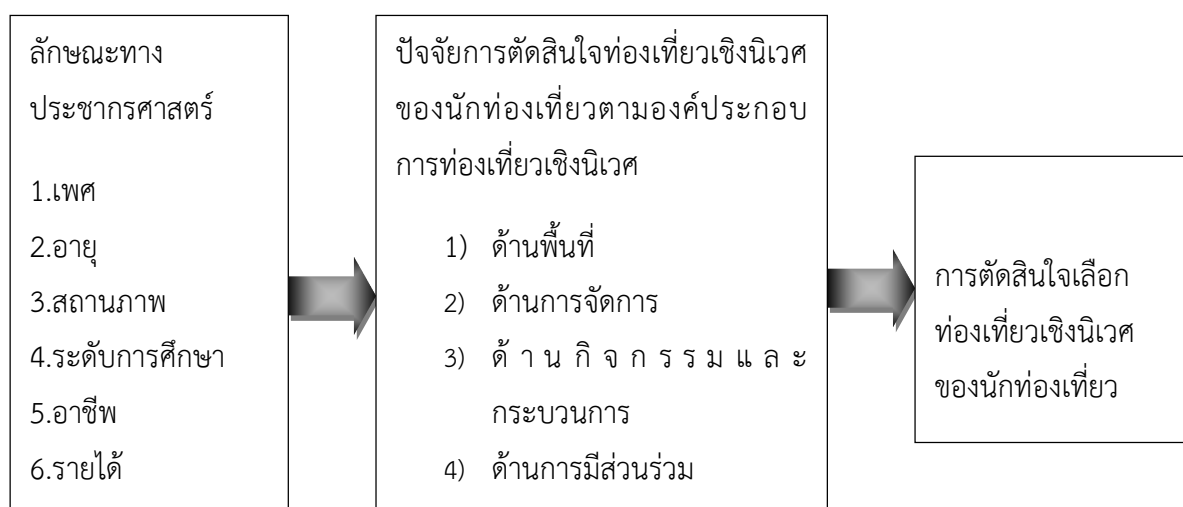 ลักษณะทาง
ประชากรศาสตร์
1.เพศ
2.อายุ
3.สถานภาพ
4.ระดับการศึกษา
5.อาชีพ
6.รายได้
ปัจจัยการตัดสินใจท่องเที่ยวเชิงนิเวศ
ของนักท่องเที่ยวตามองค์ประกอบ
การท่องเที่ยวเชิงนิเวศ
1) ด้านพื้นที่
2) ด้านการจัดการ
3) ด้านกิจกรรมและ
กระบวนการ
4) ด้านการมีส่วนร่วม
การตัดสินใจเลือก
ท่องเที่ยวเชิงนิเวศ
ของนักท่องเที่ยว